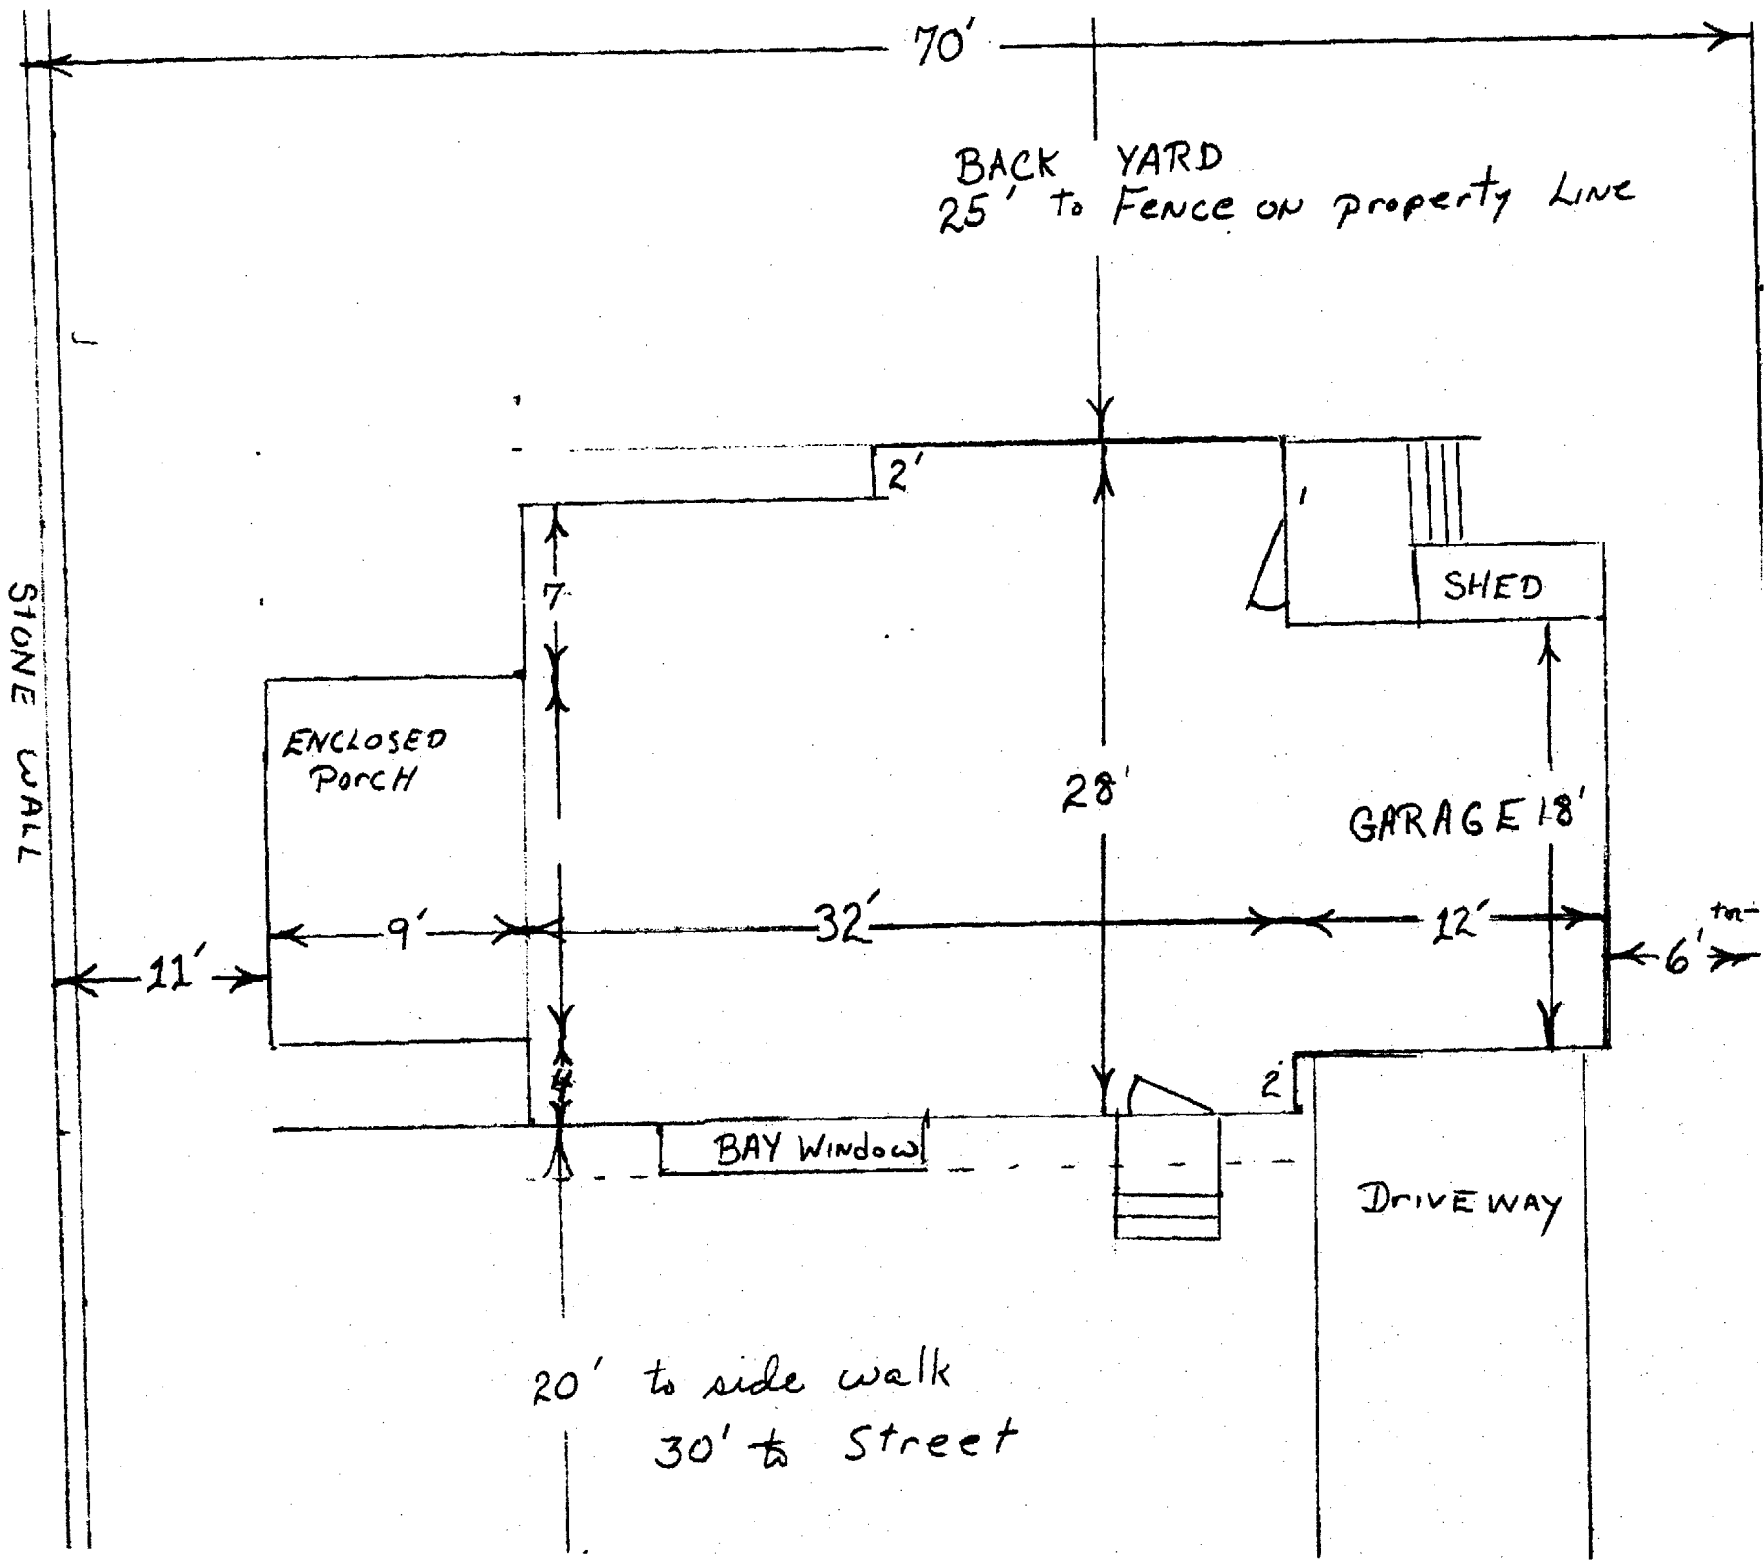 70'
BACK YARD
25' to Fence on property Line
2'
7
SHED
STONE WALL
ENCLOSED
PorcH
28'
GARAGE 18'
9'
32'
12'
11'
6'
4
2
BAY Window
DrIVEWAY
20' to side walk
30' to Street